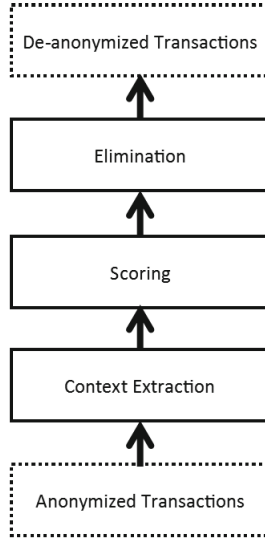 De-anonymized Transactions
Elimination
Scoring
Context Extraction
Anonymized Transactions